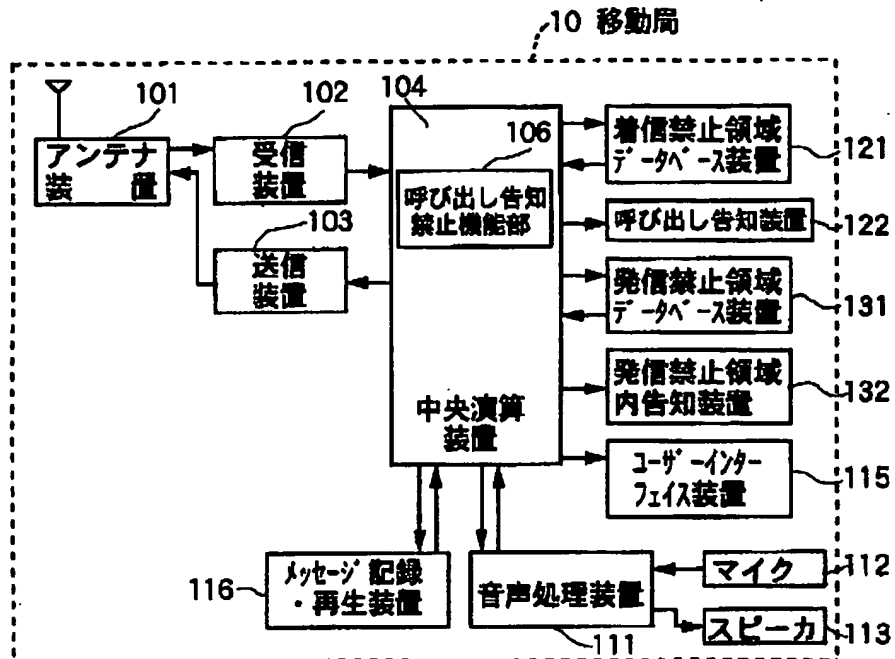 10 移動局
101
アンテナ
装置
102
受信
装置
103
送信
装置
104
106
呼び出し告知
禁止機能部
中央演算
装置
着信禁止領域
データベース装置
121
呼び出し告知装置
122
発信禁止領域
データベース装置
131
発信禁止領域
内告知装置
132
ユーザーインター
フェイス装置
115
116
メッセージ記録
・再生装置
音声処理装置
111
マイク
112
スピーカ
113